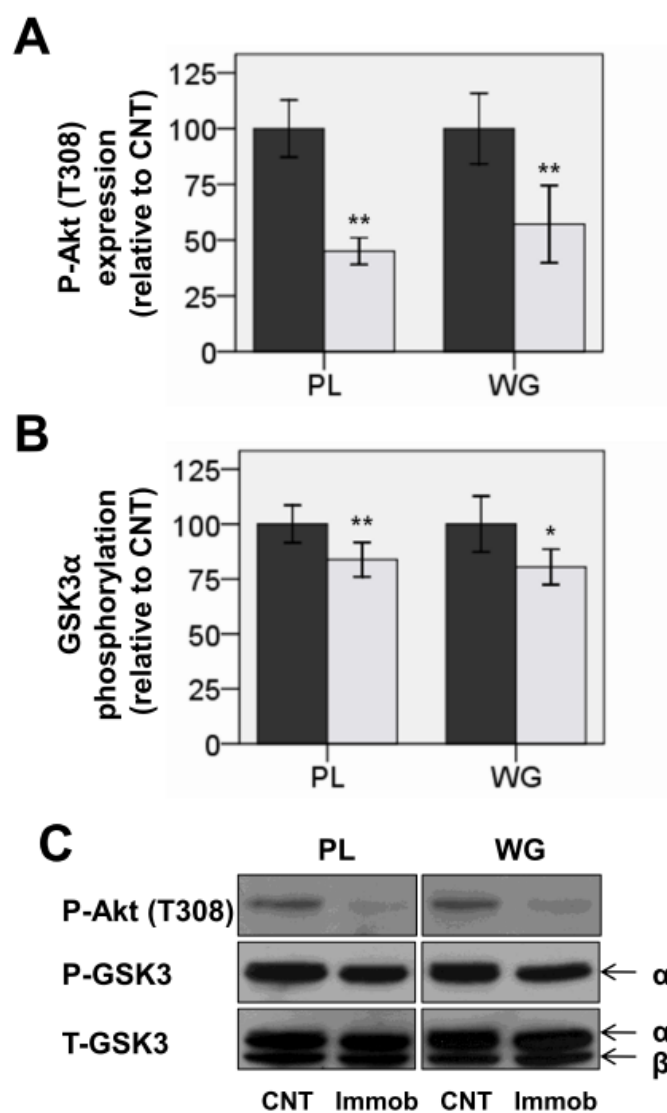 A
P-Akt (T308)
expression
(relative to CNT)
125
100
75
50
25
0
**
**
PL
WG
B
GSK3α
phosphorylation
(relative to CNT)
125
100
75
50
25
0
**
*
PL
WG
C
PL
WG
P-Akt (T308)
P-GSK3
α
T-GSK3
α
β
CNT Immob CNT Immob